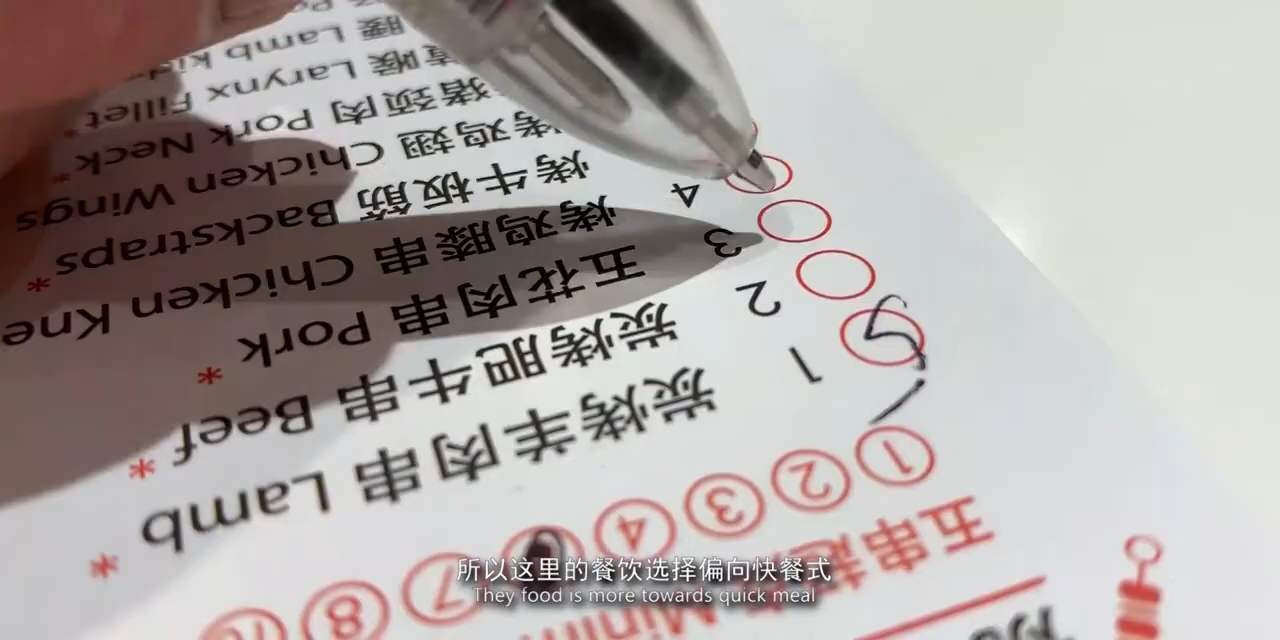 五串起 Minim
① ② ③ ④ ⑦ ⑧
1 炭烤羊肉串 Lamb *
5
2 炭烤肥牛串 Beef *
3 五花肉串 Pork *
4 烤鸡膝串 Chicken Kne
烤牛板筋 Backstraps *
烤鸡翅 Chicken Wings
猪颈肉 Pork Neck *
喉 Larynx Fillet *
腰 Lamb kid
所以这里的餐饮选择偏向快餐式
They food is more towards quick meal